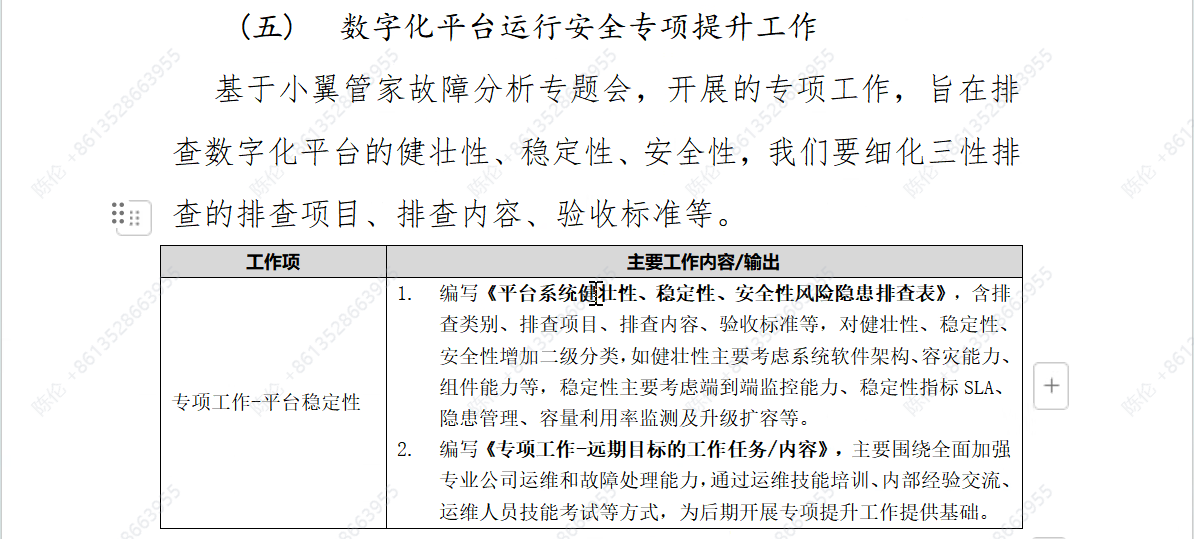 （五） 数字化平台运行安全专项提升工作
基于小翼管家故障分析专题会，开展的专项工作，旨在排
查数字化平台的健壮性、稳定性、安全性，我们要细化三性排
查的排查项目、排查内容、验收标准等。
工作项 主要工作内容/输出
专项工作-平台稳定性
1. 编写《平台系统健壮性、稳定性、安全性风险隐患排查表》，含排
查类别、排查项目、排查内容、验收标准等，对健壮性、稳定性、
安全性增加二级分类，如健壮性主要考虑系统软件架构、容灾能力、
组件能力等，稳定性主要考虑端到端监控能力、稳定性指标 SLA、
隐患管理、容量利用率监测及升级扩容等。
2. 编写《专项工作-远期目标的工作任务/内容》，主要围绕全面加强
专业公司运维和故障处理能力，通过运维技能培训、内部经验交流、
运维人员技能考试等方式，为后期开展专项提升工作提供基础。
陈伦 +8613528663955